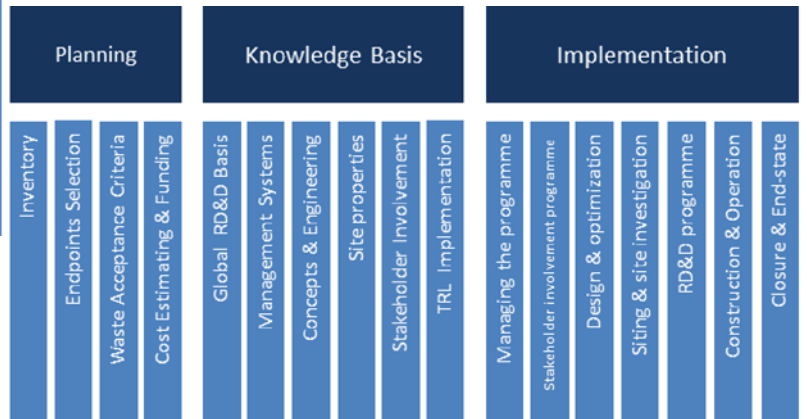 Planning
Knowledge Basis
Implementation
Inventory
Endpoints Selection
Waste Acceptance Criteria
Cost Estimating & Funding
Global RD&D Basis
Management Systems
Concepts & Engineering
Site properties
Stakeholder Involvement
TRL Implementation
Managing the programme
Stakeholder involvement programme
Design & optimization
Siting & site investigation
RD&D programme
Construction & Operation
Closure & End-state